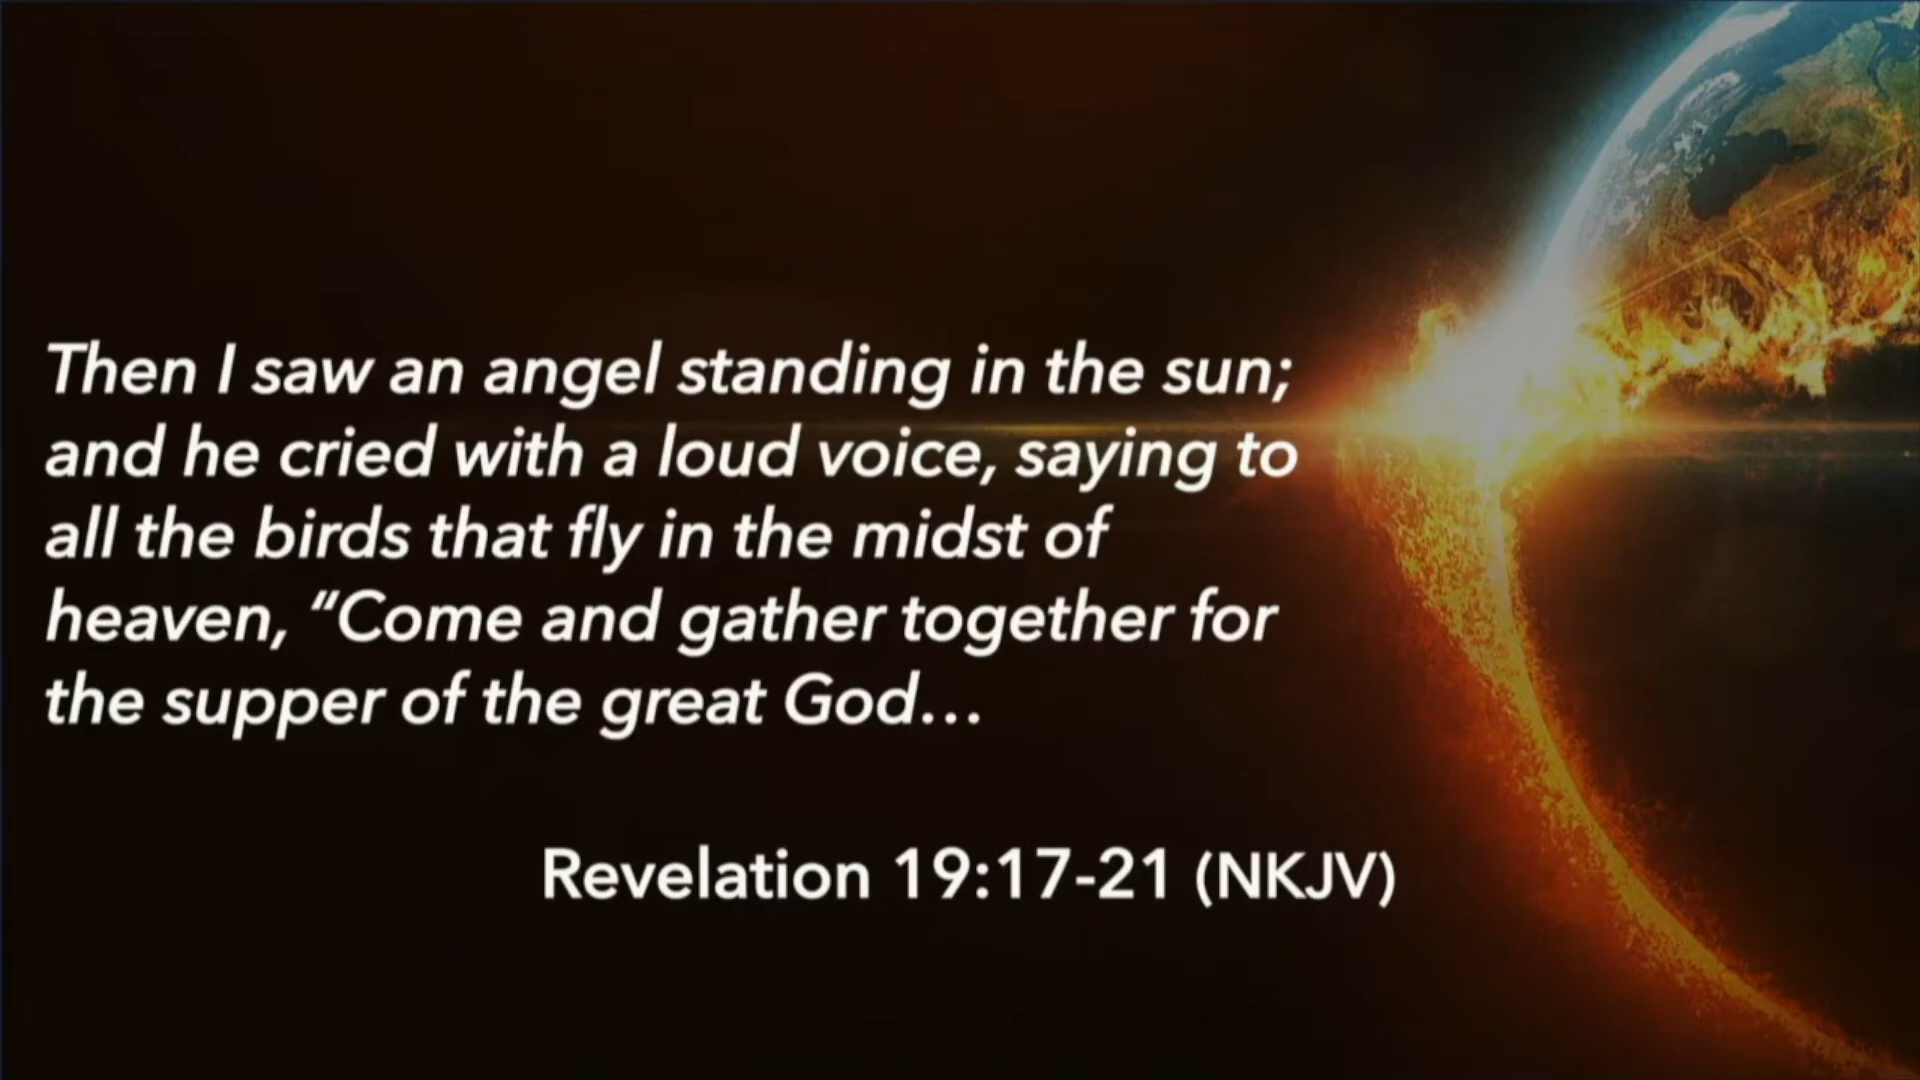 Then I saw an angel standing in the sun;
and he cried with a loud voice, saying to
all the birds that fly in the midst of
heaven, “Come and gather together for
the supper of the great God…
Revelation 19:17-21 (NKJV)